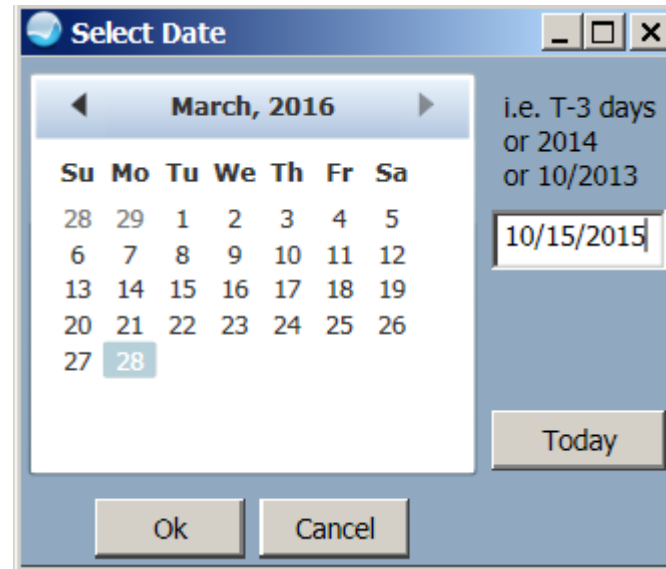 Select Date
March, 2016
Su Mo Tu We Th Fr Sa
28 29 1 2 3 4 5
6 7 8 9 10 11 12
13 14 15 16 17 18 19
20 21 22 23 24 25 26
27 28
i.e. T-3 days
or 2014
or 10/2013
10/15/2015
Today
Ok Cancel